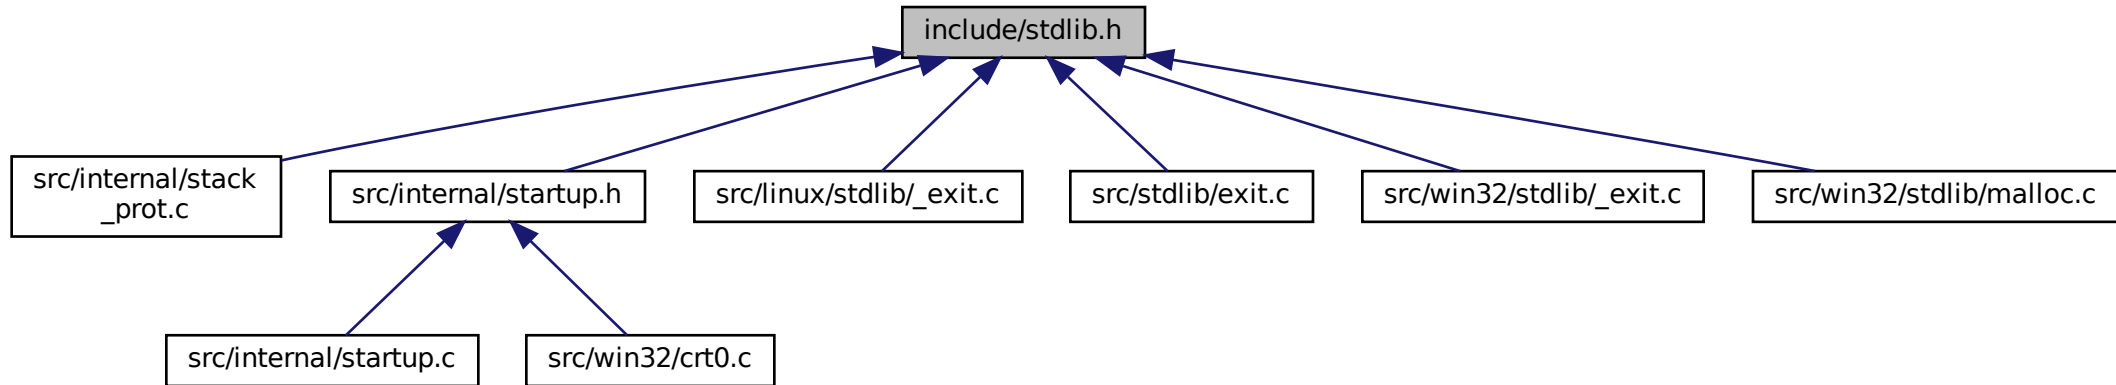 include/stdlib.h
src/internal/stack
_prot.c
src/internal/startup.h
src/linux/stdlib/_exit.c
src/stdlib/exit.c
src/win32/stdlib/_exit.c
src/win32/stdlib/malloc.c
src/internal/startup.c
src/win32/crt0.c